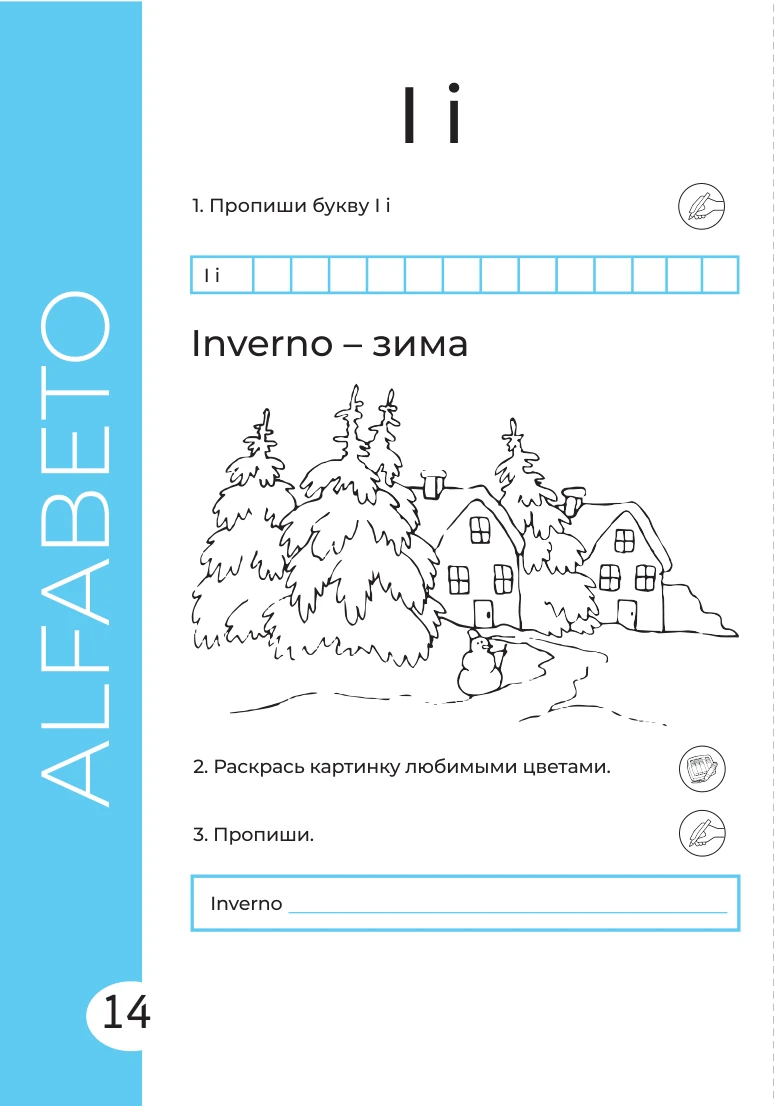 I i
1. Пропиши букву I i
I i
Inverno – зима
ALFABETO
2. Раскрась картинку любимыми цветами.
3. Пропиши.
Inverno
14